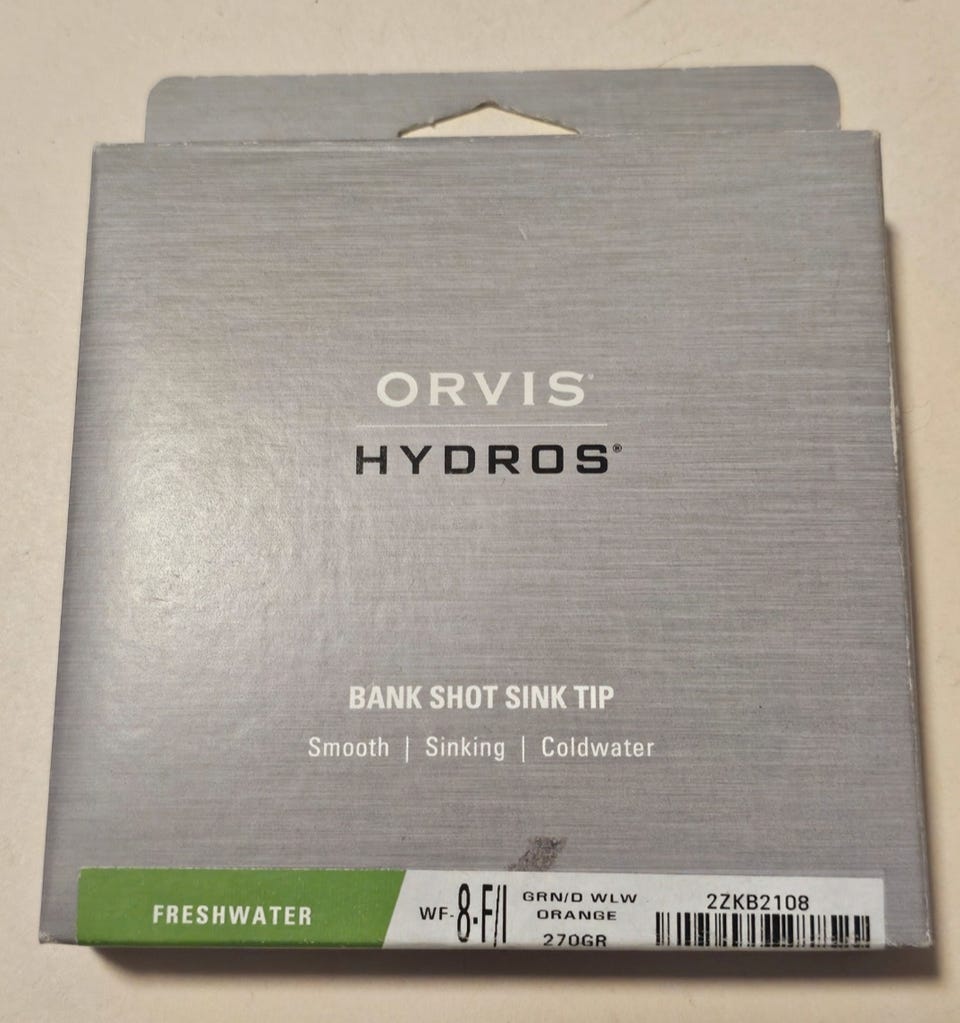 ORVIS®
HYDROS®
BANK SHOT SINK TIP
Smooth | Sinking | Coldwater
FRESHWATER
WF-8-F/I
GRN/D WLW
ORANGE
270GR
2ZKB2108